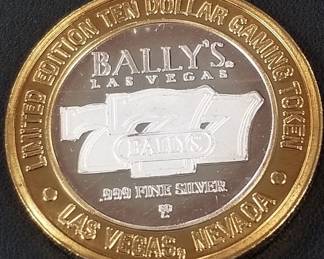 LIMITED EDITION TEN DOLLAR GAMING TOKEN
BALLY'S
LAS VEGAS
777
BALLY'S
.999 FINE SILVER
LAS VEGAS, NEVADA